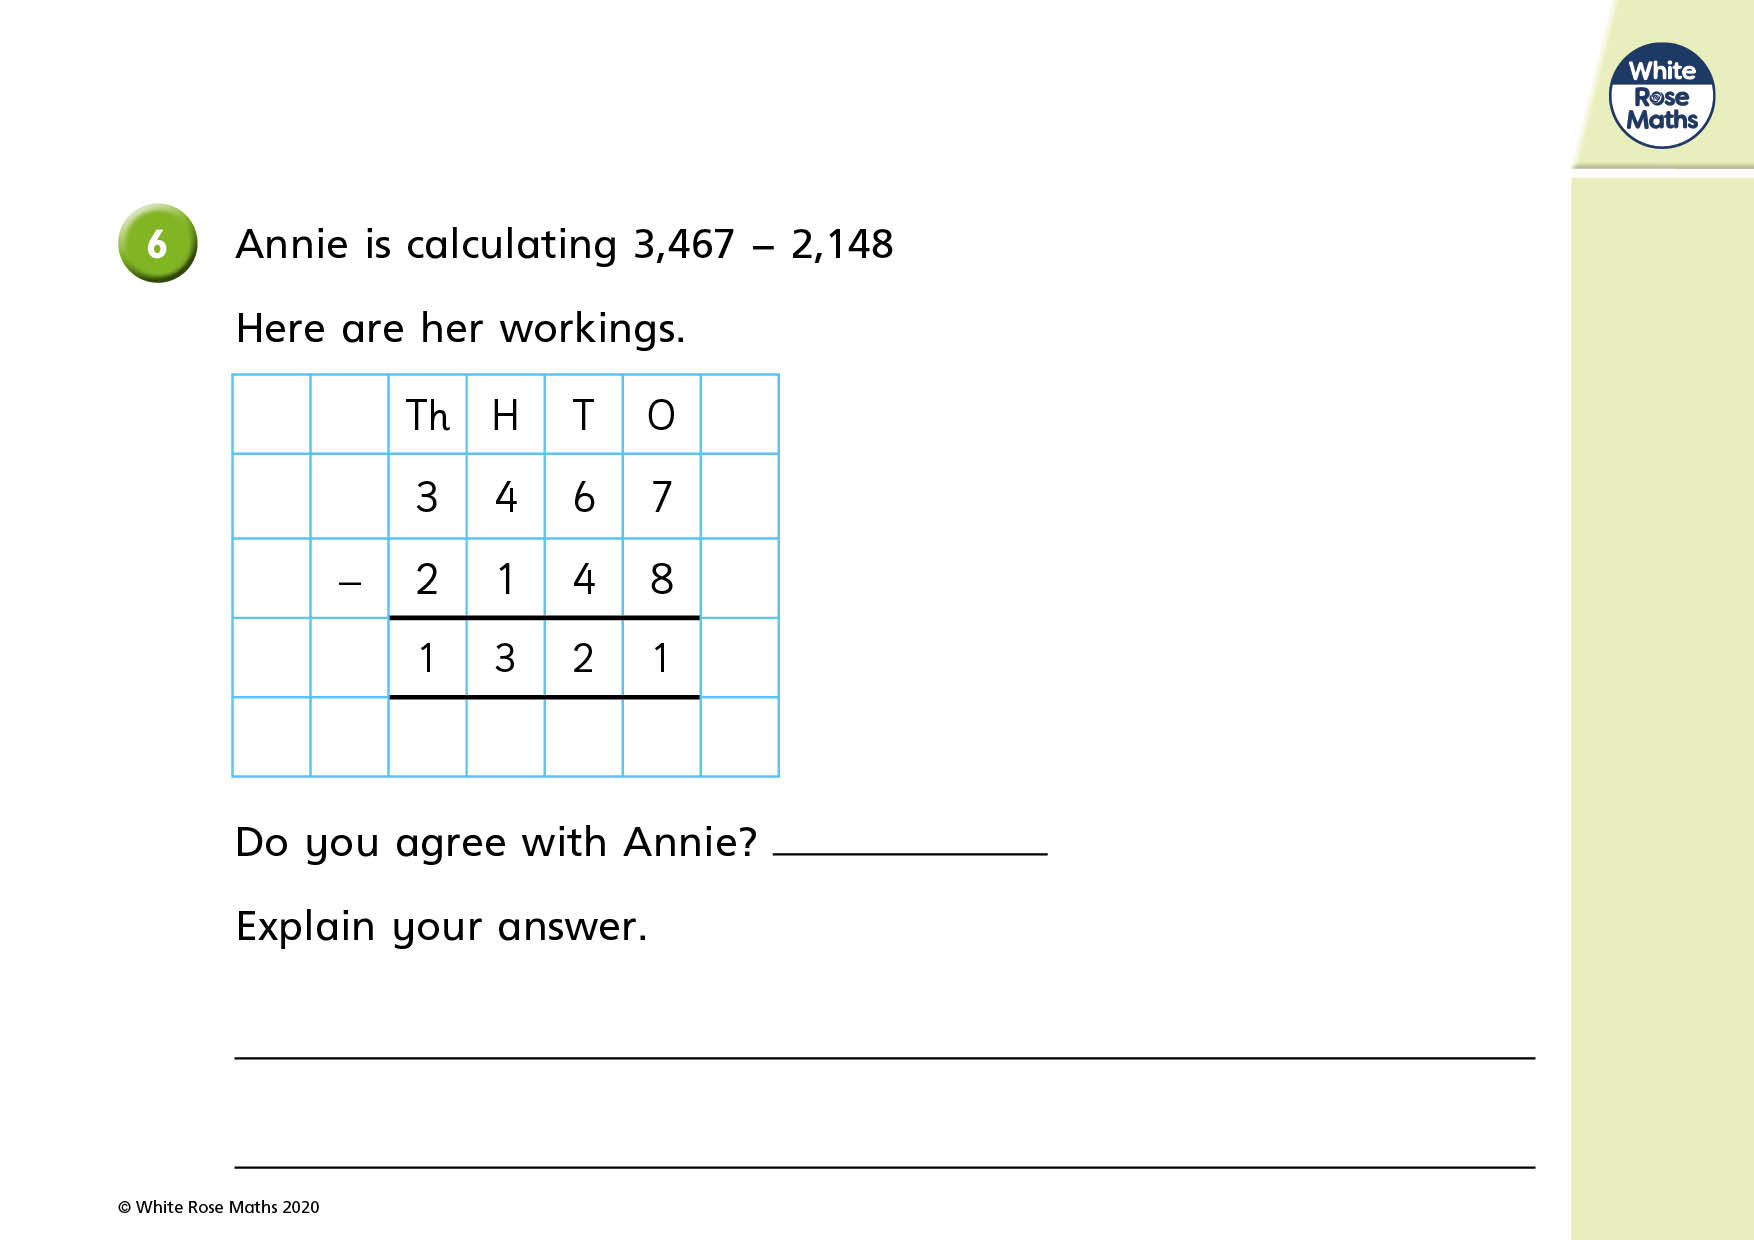 White
Rose
Maths
6 Annie is calculating 3,467 – 2,148
Here are her workings.
Th H T O
3 4 6 7
– 2 1 4 8
1 3 2 1
Do you agree with Annie?
Explain your answer.
© White Rose Maths 2020